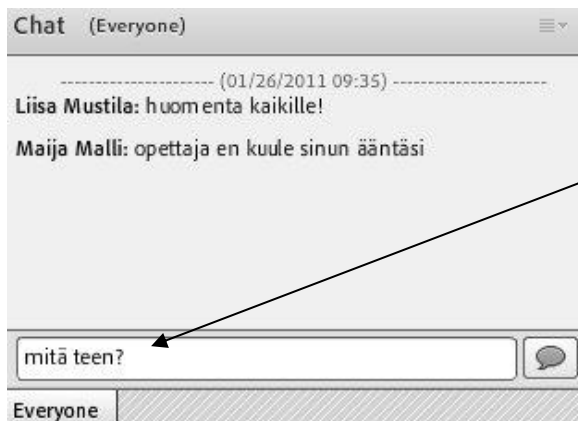 Chat (Everyone)
--------------------- (01/26/2011 09:35) ---------------------
Liisa Mustila: huomenta kaikille!
Maija Malli: opettaja en kuule sinun ääntäsi
mitä teen?
Everyone